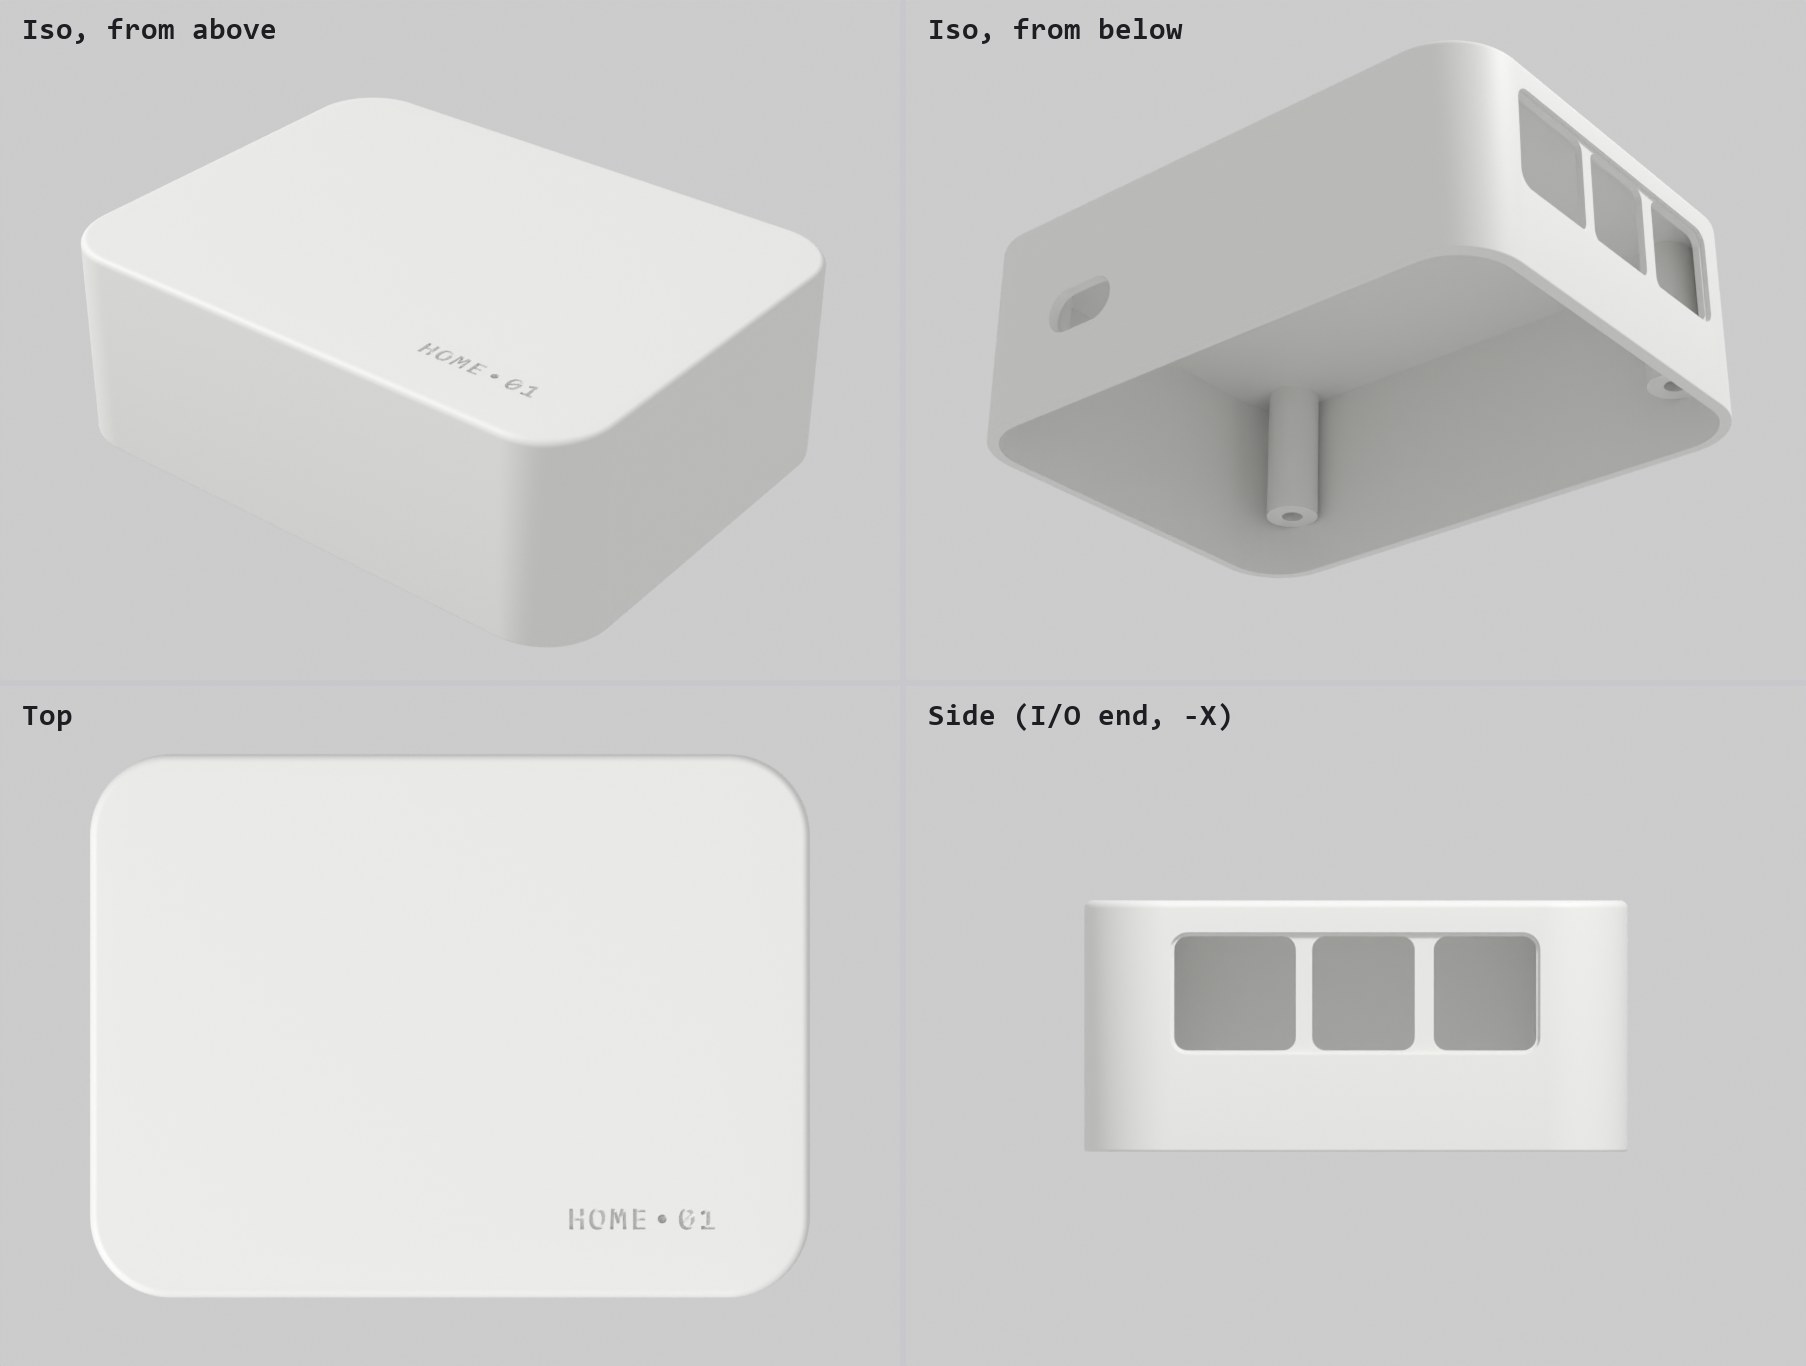 Iso, from above
Iso, from below
HOME•01
Top
Side (I/O end, -X)
HOME•01